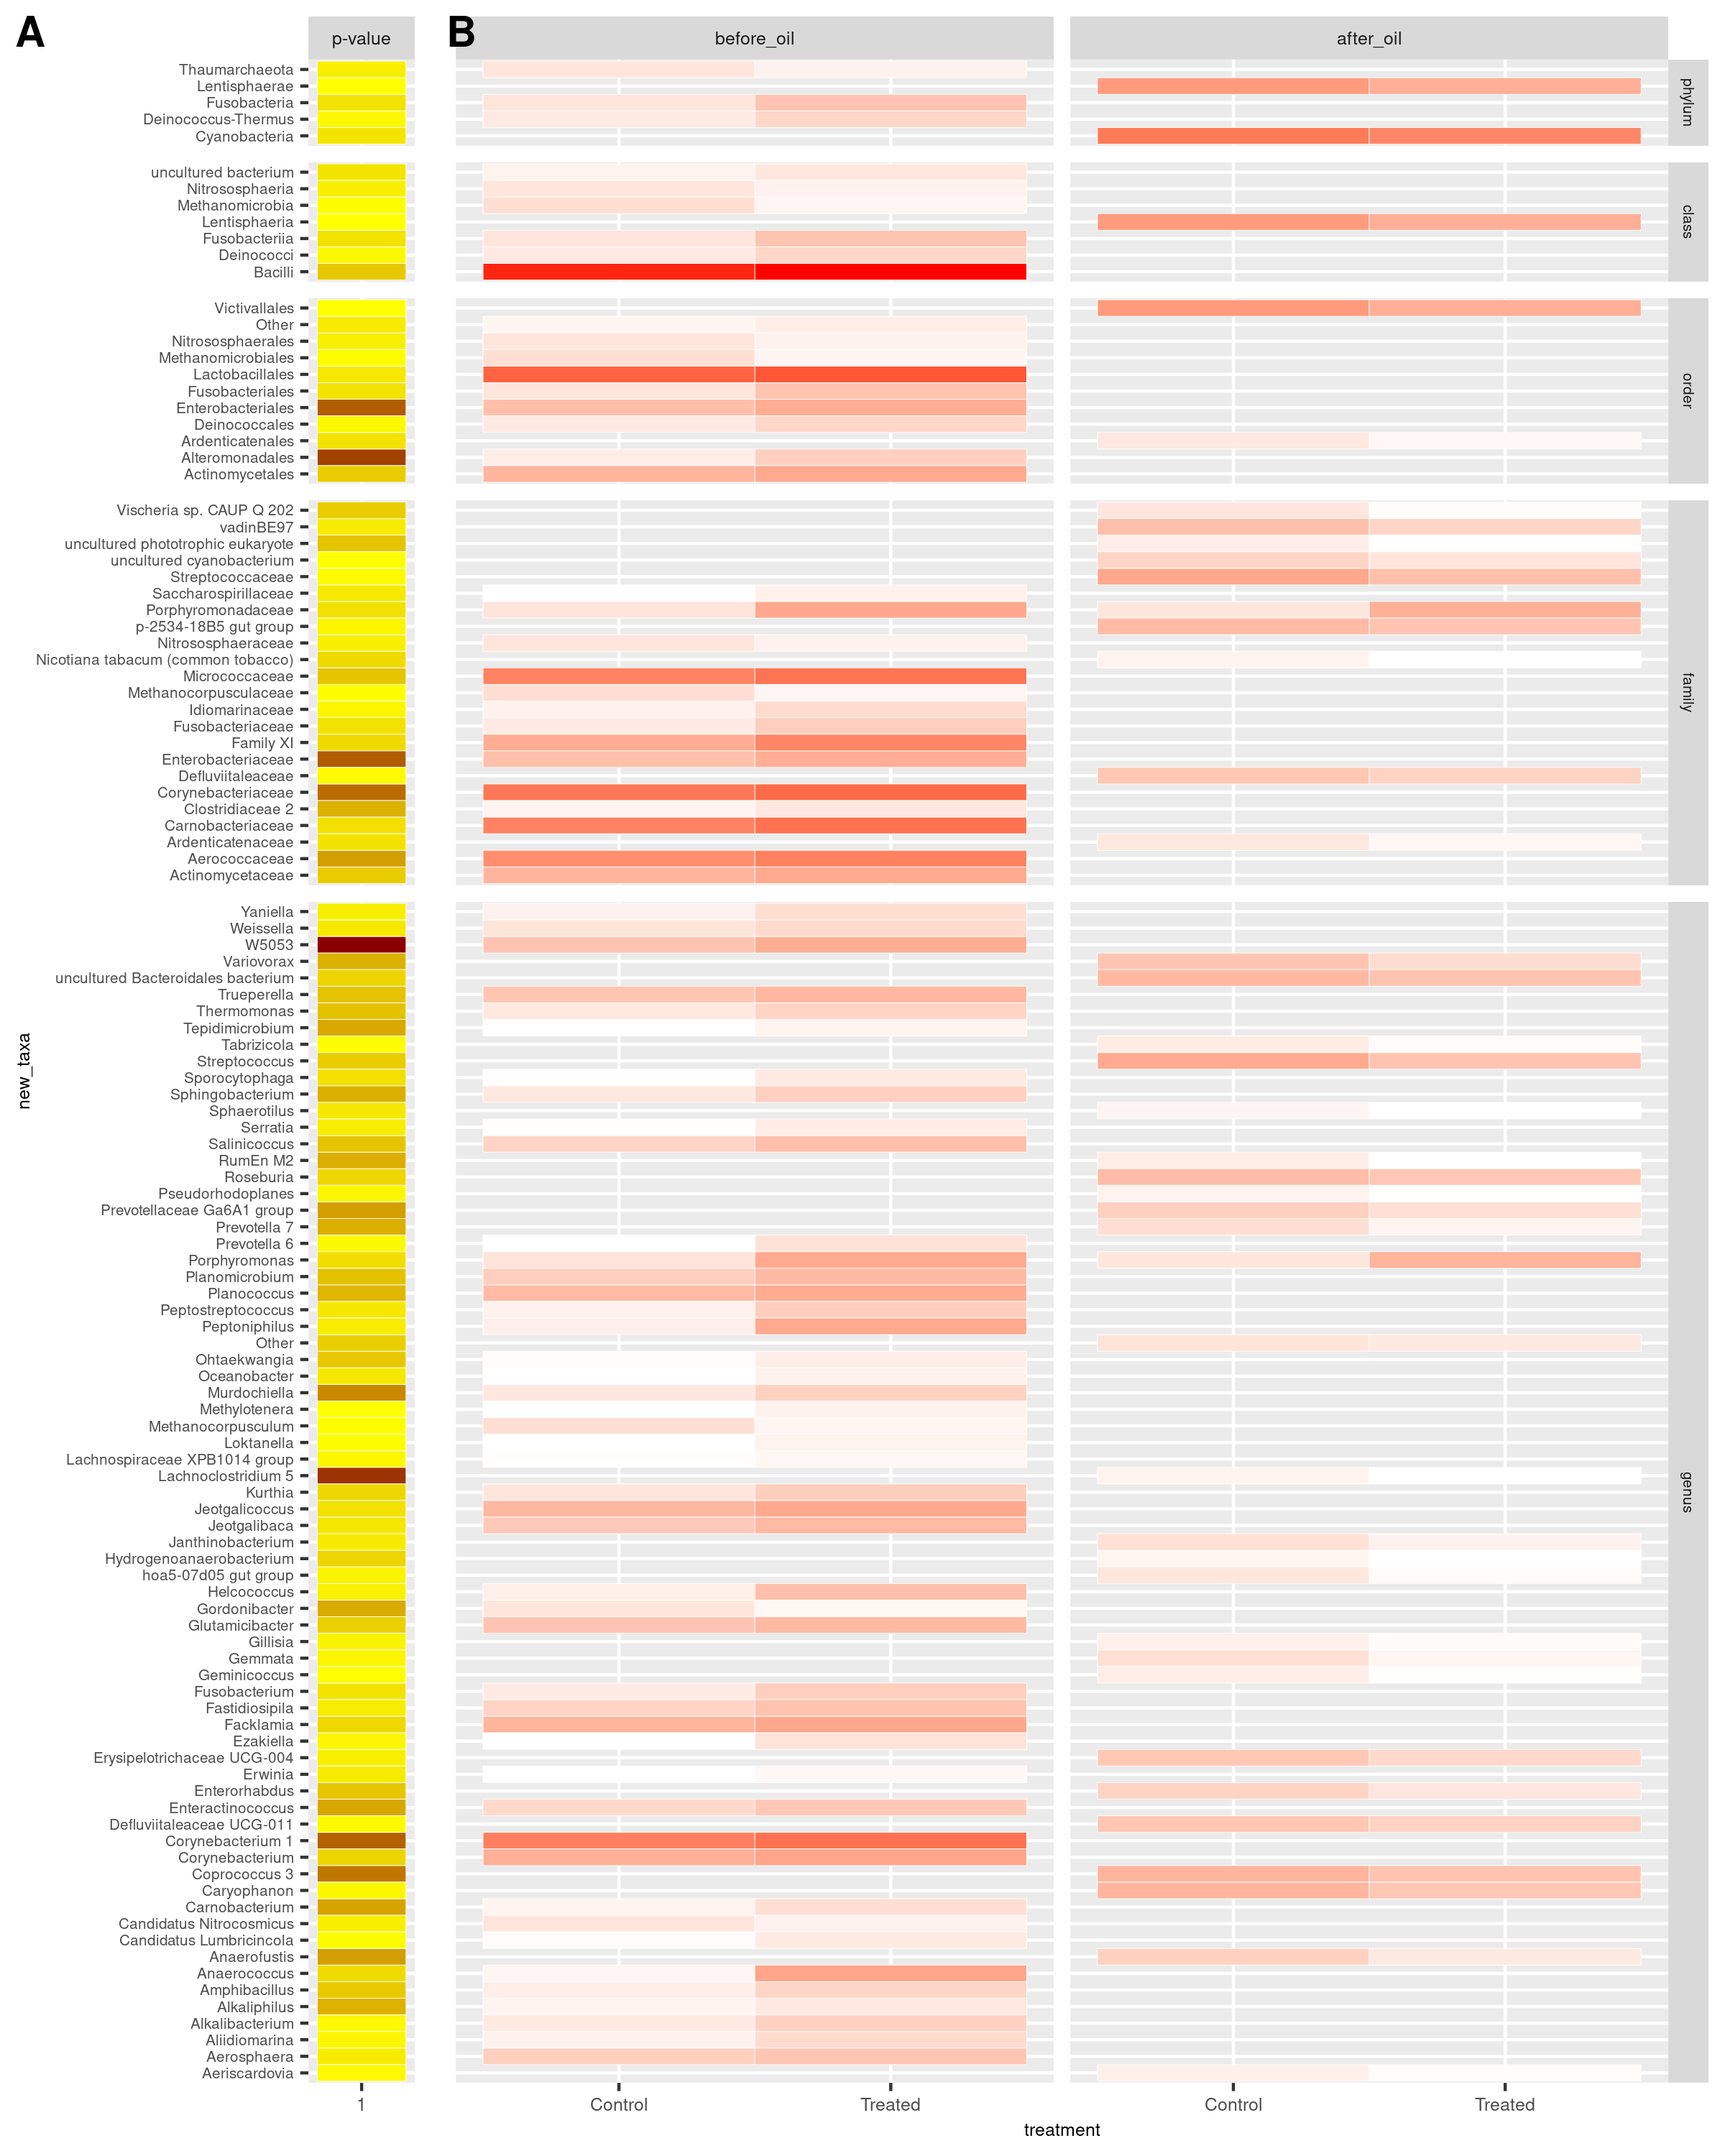 A
B
p-value
before_oil
after_oil
Thaumarchaeota
Lentisphaerae
Fusobacteria
Deinococcus-Thermus
Cyanobacteria
phylum
uncultured bacterium
Nitrososphaeria
Methanomicrobia
Lentisphaeria
Fusobacteriia
Deinococci
Bacilli
class
Victivallales
Other
Nitrososphaerales
Methanomicrobiales
Lactobacillales
Fusobacteriales
Enterobacteriales
Deinococcales
Ardenticatenales
Alteromonadales
Actinomycetales
order
Vischeria sp. CAUP Q 202
vadinBE97
uncultured phototrophic eukaryote
uncultured cyanobacterium
Streptococcaceae
Saccharospirillaceae
Porphyromonadaceae
p-2534-18B5 gut group
Nitrososphaeraceae
Nicotiana tabacum (common tobacco)
Micrococcaceae
Methanocorpusculaceae
Idiomarinaceae
Fusobacteriaceae
Family XI
Enterobacteriaceae
Defluviitaleaceae
Corynebacteriaceae
Clostridiaceae 2
Carnobacteriaceae
Ardenticatenaceae
Aerococcaceae
Actinomycetaceae
family
Yaniella
Weissella
W5053
Variovorax
uncultured Bacteroidales bacterium
Trueperella
Thermomonas
Tepidimicrobium
Tabrizicola
Streptococcus
Sporocytophaga
Sphingobacterium
Sphaerotilus
Serratia
Salinicoccus
RumEn M2
Roseburia
Pseudorhodoplanes
Prevotellaceae Ga6A1 group
Prevotella 7
Prevotella 6
Porphyromonas
Planomicrobium
Planococcus
Peptostreptococcus
Peptoniphilus
Other
Ohtaekwangia
Oceanobacter
Murdochiella
Methylotenera
Methanocorpusculum
Loktanella
Lachnospiraceae XPB1014 group
Lachnoclostridium 5
Kurthia
Jeotgalicoccus
Jeotgalibaca
Janthinobacterium
Hydrogenoanaerobacterium
hoa5-07d05 gut group
Helcococcus
Gordonibacter
Glutamicibacter
Gillisia
Gemmata
Geminicoccus
Fusobacterium
Fastidiosipila
Facklamia
Ezakiella
Erysipelotrichaceae UCG-004
Erwinia
Enterorhabdus
Enteractinococcus
Defluviitaleaceae UCG-011
Corynebacterium 1
Corynebacterium
Coprococcus 3
Caryophanon
Carnobacterium
Candidatus Nitrocosmicus
Candidatus Lumbricincola
Anaerofustis
Anaerococcus
Amphibacillus
Alkaliphilus
Alkalibacterium
Aliidiomarina
Aerosphaera
Aeriscardovia
genus
new_taxa
1
Control
Treated
Control
Treated
treatment